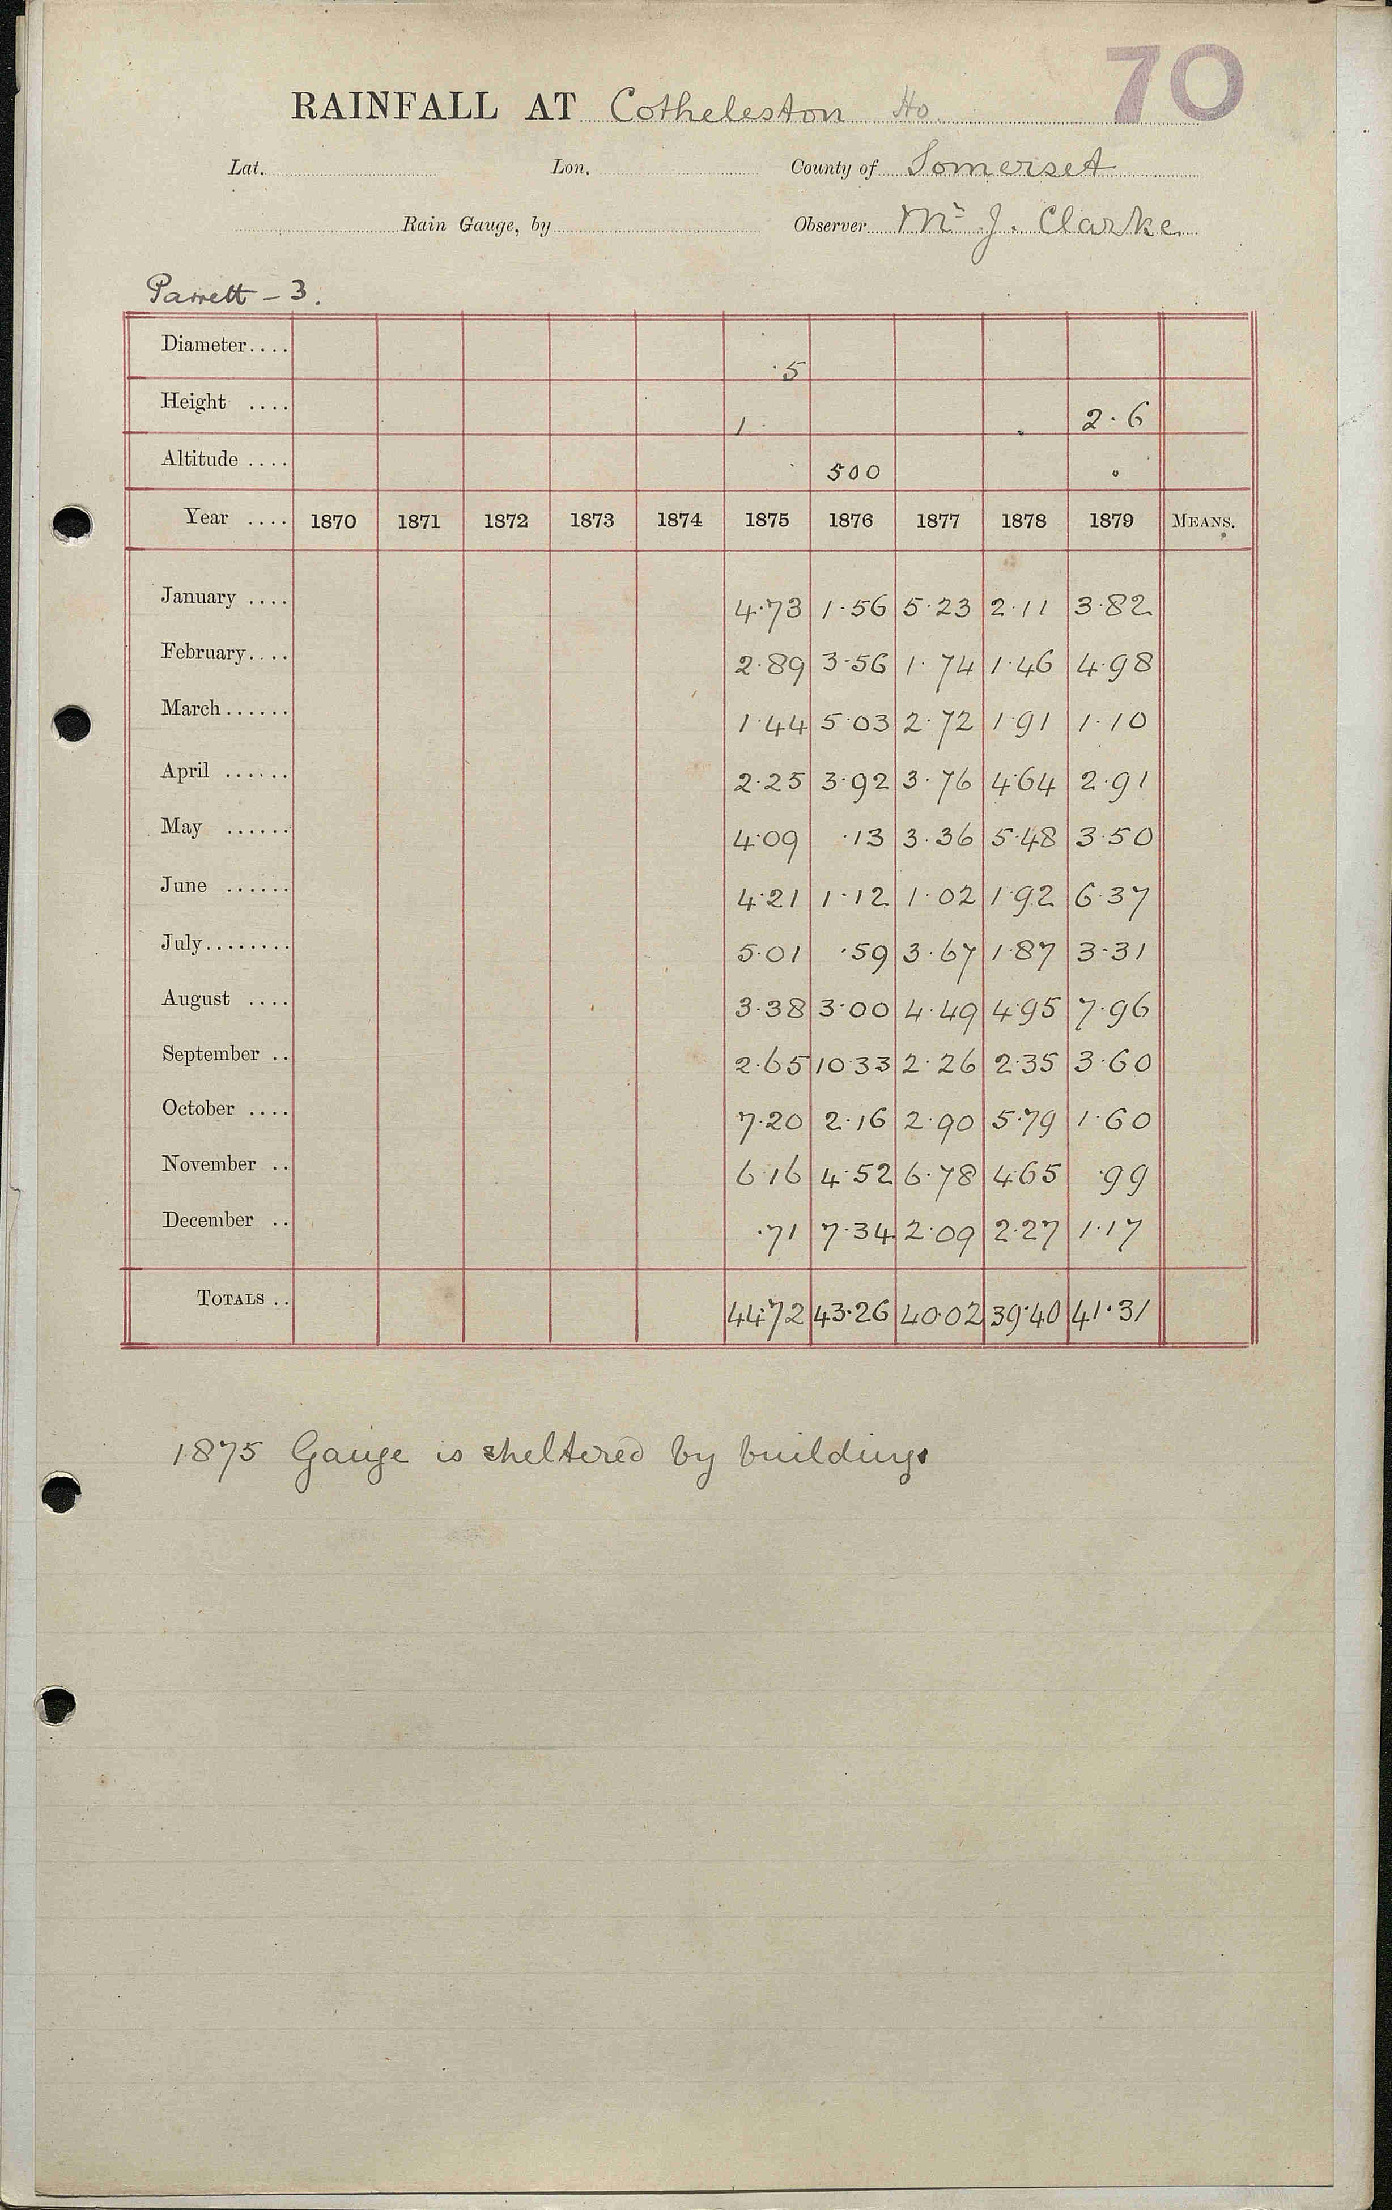 70
RAINFALL AT Cotheleston Ho.
Lat. Lon. County of Somerset
Rain Gauge, by Observer Mr J. Clarke
Parrett - 3.
Diameter.... 5
Height .... 1 2.6
Altitude .... 500
Year .... 1870 1871 1872 1873 1874 1875 1876 1877 1878 1879 MEANS.
January .... 4.73 1.56 5.23 2.11 3.82
February.... 2.89 3.56 1.74 1.46 4.98
March...... 1.44 5.03 2.72 1.91 1.10
April ...... 2.25 3.92 3.76 4.64 2.91
May ...... 4.09 .13 3.36 5.48 3.50
June ...... 4.21 1.12 1.02 1.92 6.37
July........ 5.01 .59 3.67 1.87 3.31
August .... 3.38 3.00 4.49 4.95 7.96
September .. 2.65 10.33 2.26 2.35 3.60
October .... 7.20 2.16 2.90 5.79 1.60
November .. 6.16 4.52 6.78 4.65 .99
December .. .71 7.34 2.09 2.27 1.17
TOTALS .. 44.72 43.26 40.02 39.40 41.31
1875 Gauge is sheltered by buildings